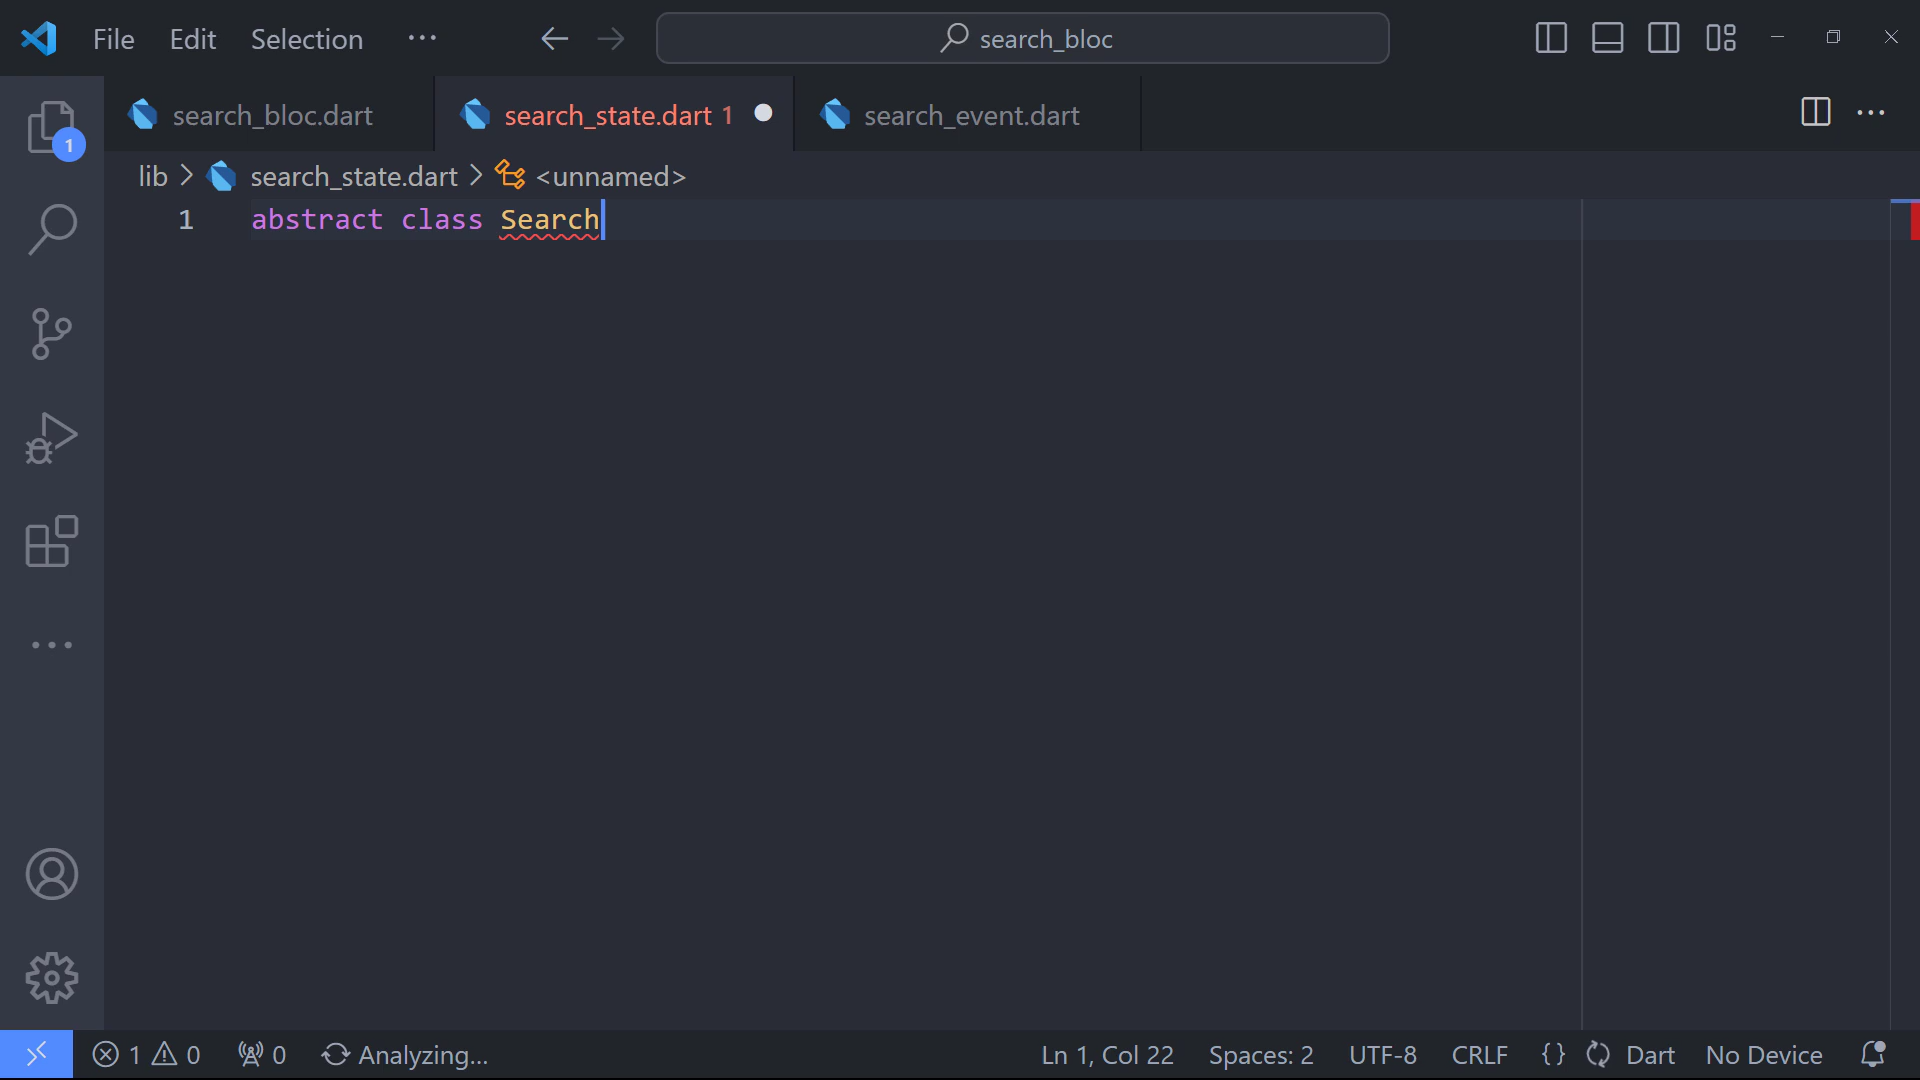 File Edit Selection ...
search_bloc
search_bloc.dart
search_state.dart 1
search_event.dart
lib > search_state.dart > <unnamed>
1 abstract class Search
1
1 0 0 Analyzing...
Ln 1, Col 22 Spaces: 2 UTF-8 CRLF {} Dart No Device